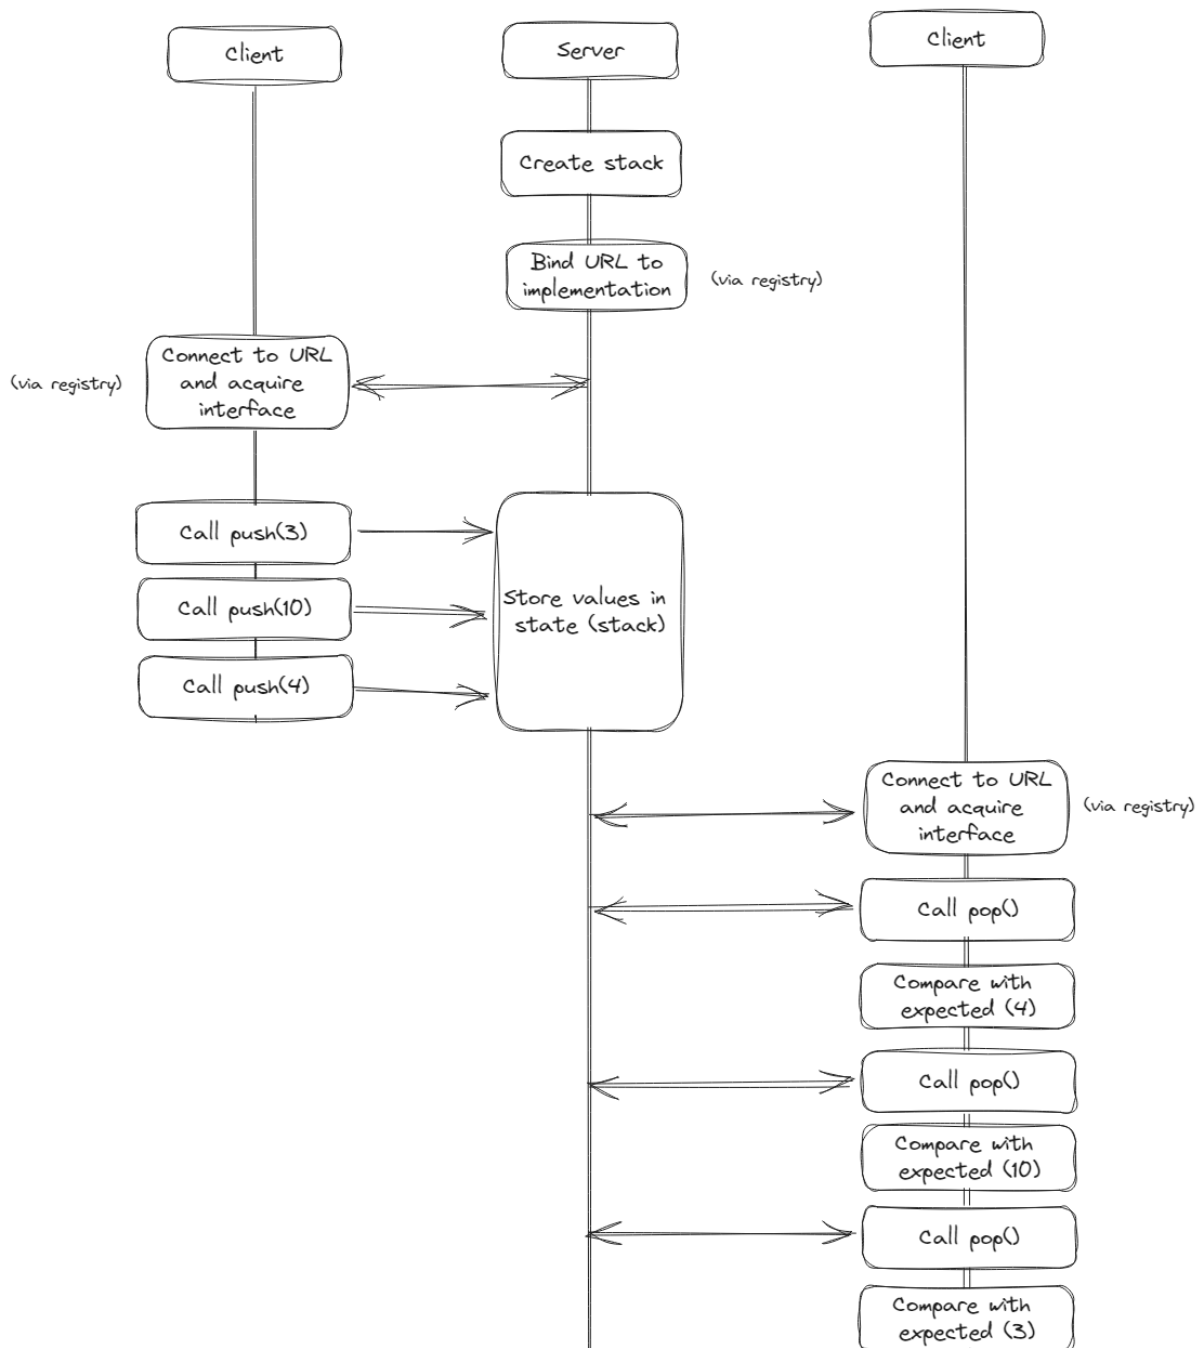 Client
Server
Client
Create stack
Bind URL to
implementation
(via registry)
Connect to URL
and acquire
interface
(via registry)
Call push(3)
Call push(10)
Call push(4)
Store values in
state (stack)
Connect to URL
and acquire
interface
(via registry)
Call pop()
Compare with
expected (4)
Call pop()
Compare with
expected (10)
Call pop()
Compare with
expected (3)